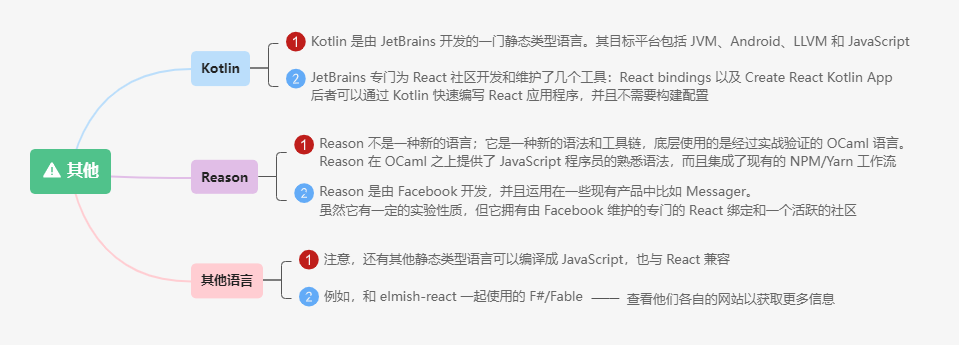 其他
Kotlin
1 Kotlin 是由 JetBrains 开发的一门静态类型语言。其目标平台包括 JVM、Android、LLVM 和 JavaScript
2 JetBrains 专门为 React 社区开发和维护了几个工具：React bindings 以及 Create React Kotlin App
后者可以通过 Kotlin 快速编写 React 应用程序，并且不需要构建配置
Reason
1 Reason 不是一种新的语言；它是一种新的语法和工具链，底层使用的是经过实战验证的 OCaml 语言。
Reason 在 OCaml 之上提供了 JavaScript 程序员的熟悉语法，而且集成了现有的 NPM/Yarn 工作流
2 Reason 是由 Facebook 开发，并且运用在一些现有产品中比如 Messager。
虽然它有一定的实验性质，但它拥有由 Facebook 维护的专门的 React 绑定和一个活跃的社区
其他语言
1 注意，还有其他静态类型语言可以编译成 JavaScript，也与 React 兼容
2 例如，和 elmish-react 一起使用的 F#/Fable —— 查看他们各自的网站以获取更多信息